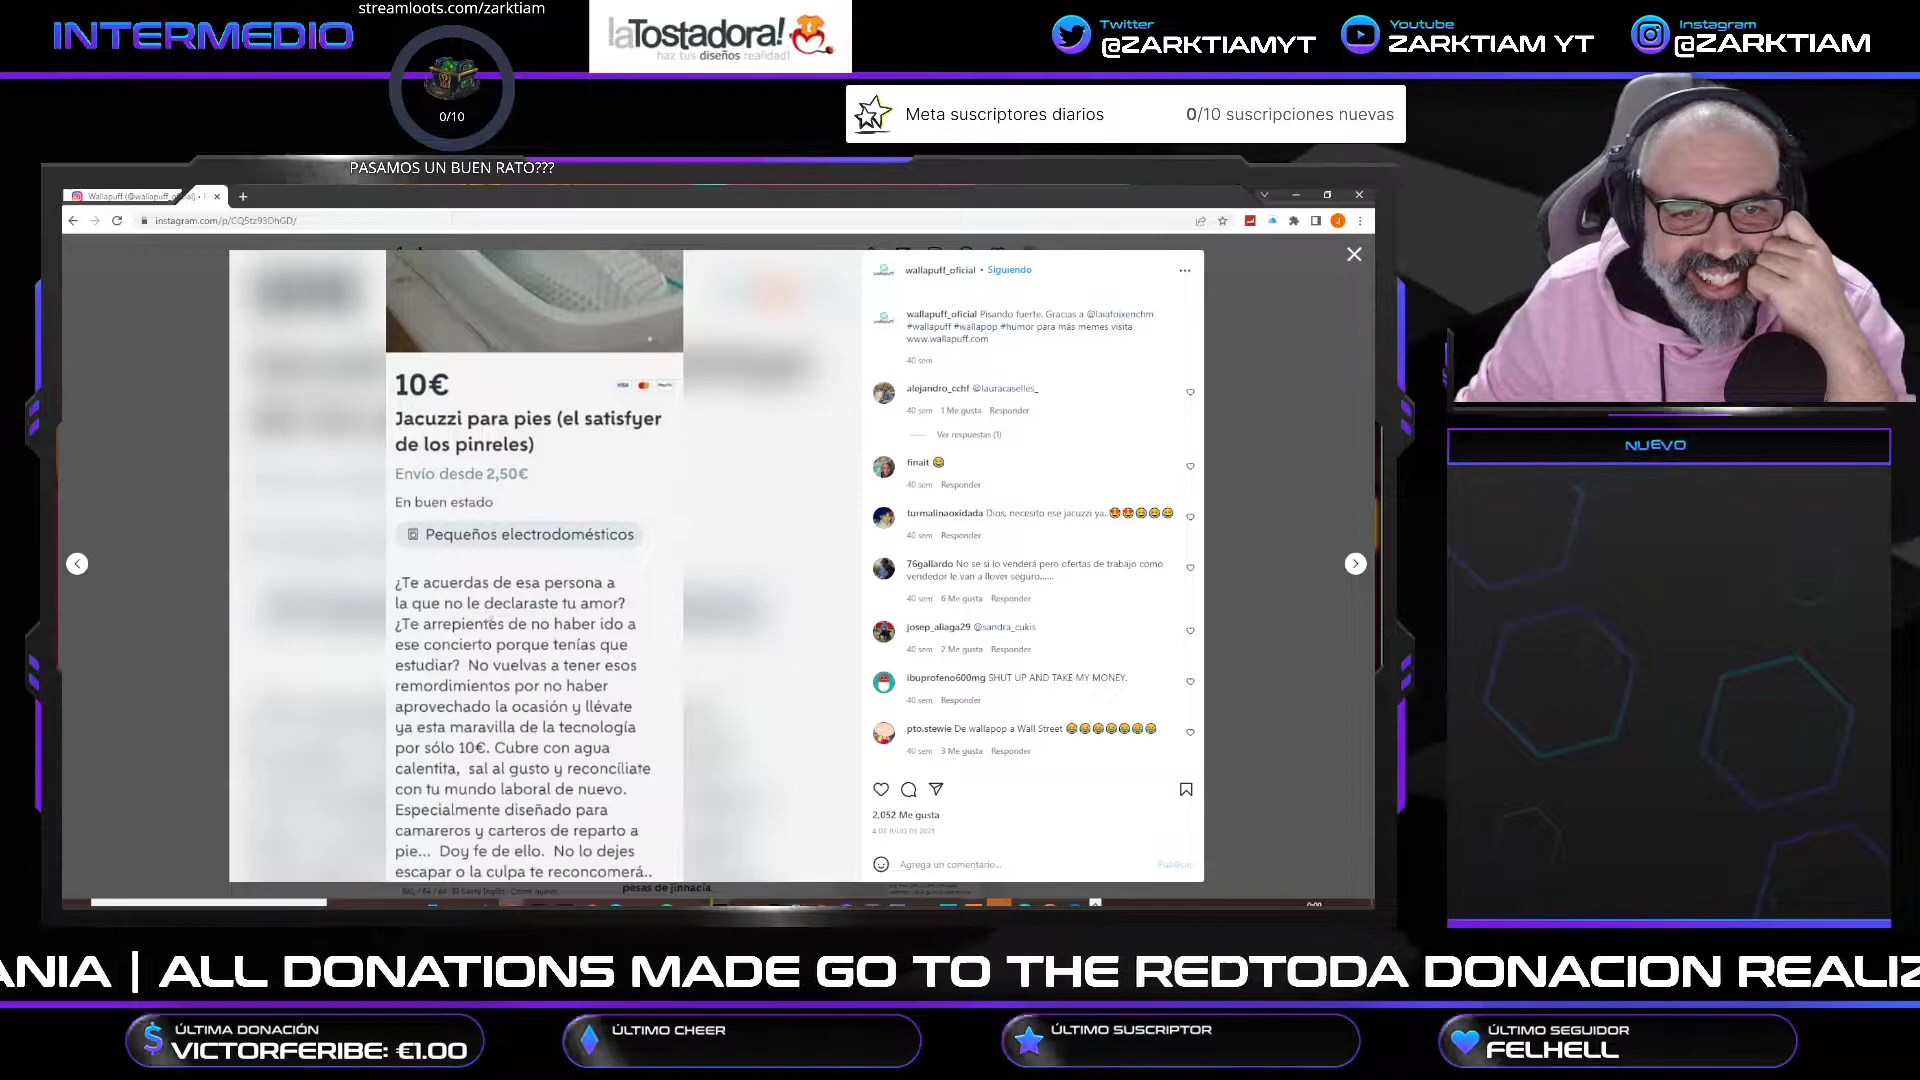 INTERMEDIO
streamloots.com/zarktiam
0/10
laTostadora!
haz tus diseños realidad!
Twitter
@ZARKTIAMYT
Youtube
ZARKTIAM YT
Instagram
@ZARKTIAM
Meta suscriptores diarios
0/10 suscripciones nuevas
PASAMOS UN BUEN RATO???
instagram.com/p/CQ5tz93DhGD/
10€
Jacuzzi para pies (el satisfyer
de los pinreles)
Envío desde 2,50€
En buen estado
Pequeños electrodomésticos
¿Te acuerdas de esa persona a
la que no le declaraste tu amor?
¿Te arrepientes de no haber ido a
ese concierto porque tenías que
estudiar? No vuelvas a tener esos
remordimientos por no haber
aprovechado la ocasión y llévate
ya esta maravilla de la tecnología
por sólo 10€. Cubre con agua
calentita, sal al gusto y reconcíliate
con tu mundo laboral de nuevo.
Especialmente diseñado para
camareros y carteros de reparto a
pie... Doy fe de ello. No lo dejes
escapar o la culpa te reconcomerá..
pesas de jinnacia
wallapuff_oficial • Siguiendo
wallapuff_oficial Pisando fuerte. Gracias a @laiafoixenchm
#wallapuff #wallapop #humor para más memes visita
www.wallapuff.com
40 sem
alejandro_cchf @lauracaselles_
40 sem 1 Me gusta Responder
Ver respuestas (1)
finait 😂
40 sem Responder
turmalinaoxidada Dios, necesito ese jacuzzi ya..😍😍😂😂😂
40 sem Responder
76gallardo No se si lo venderá pero ofertas de trabajo como
vendedor le van a llover seguro......
40 sem 6 Me gusta Responder
josep_aliaga29 @sandra_cukis
40 sem 2 Me gusta Responder
ibuprofeno600mg SHUT UP AND TAKE MY MONEY.
40 sem Responder
pto.stewie De wallapop a Wall Street 😂😂😂😂😂😂😂
40 sem 3 Me gusta Responder
2,052 Me gusta
4 DE JULIO DE 2021
Agrega un comentario...
Publicar
NUEVO
ANIA | ALL DONATIONS MADE GO TO THE REDTODA DONACION REALIZ
ÚLTIMA DONACIÓN
VICTORFERIBE: €1.00
ÚLTIMO CHEER
ÚLTIMO SUSCRIPTOR
ÚLTIMO SEGUIDOR
FELHELL